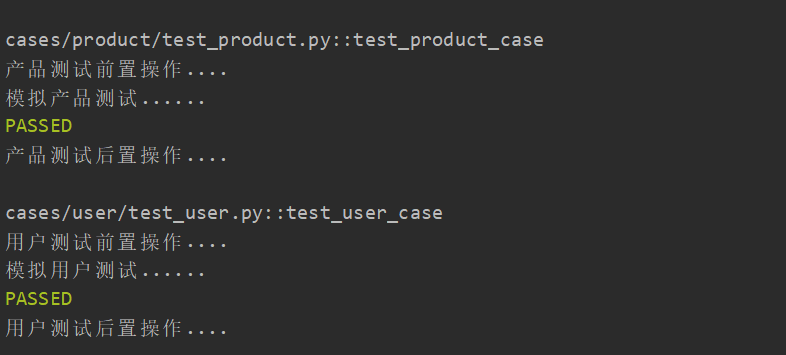 cases/product/test_product.py::test_product_case
产品测试前置操作....
模拟产品测试......
PASSED
产品测试后置操作....
cases/user/test_user.py::test_user_case
用户测试前置操作....
模拟用户测试......
PASSED
用户测试后置操作....